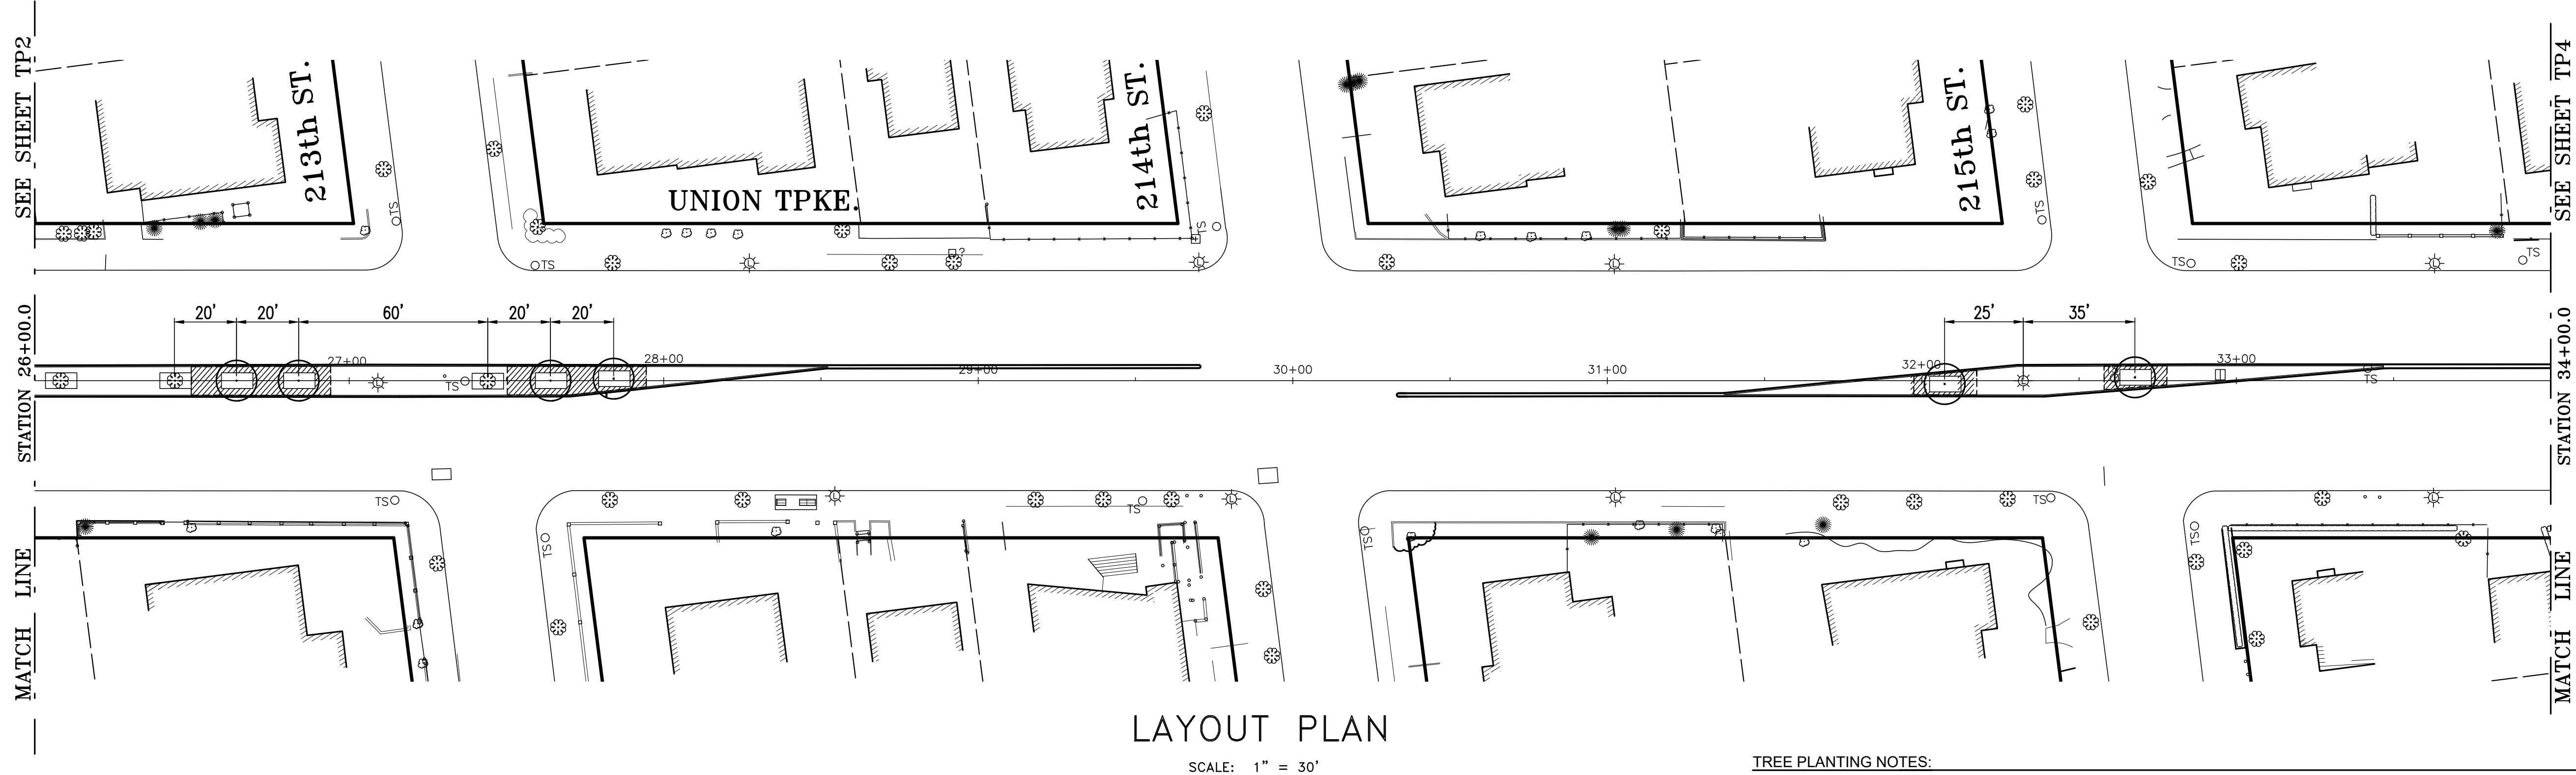 SEE SHEET TP2
213th ST.
214th ST.
215th ST.
SEE SHEET TP4
UNION TPKE.
TS
TS
TS
TS
TS
TS
?
L
L
L
L
STATION 26+00.0
20'
20'
60'
20'
20'
25'
35'
STATION 34+00.0
27+00
28+00
29+00
30+00
31+00
32+00
33+00
L
TS
L
TS
TS
L
TS
L
L
TS
L
TS
TS
TS
MATCH LINE
MATCH LINE
LAYOUT PLAN
SCALE: 1" = 30'
TREE PLANTING NOTES: